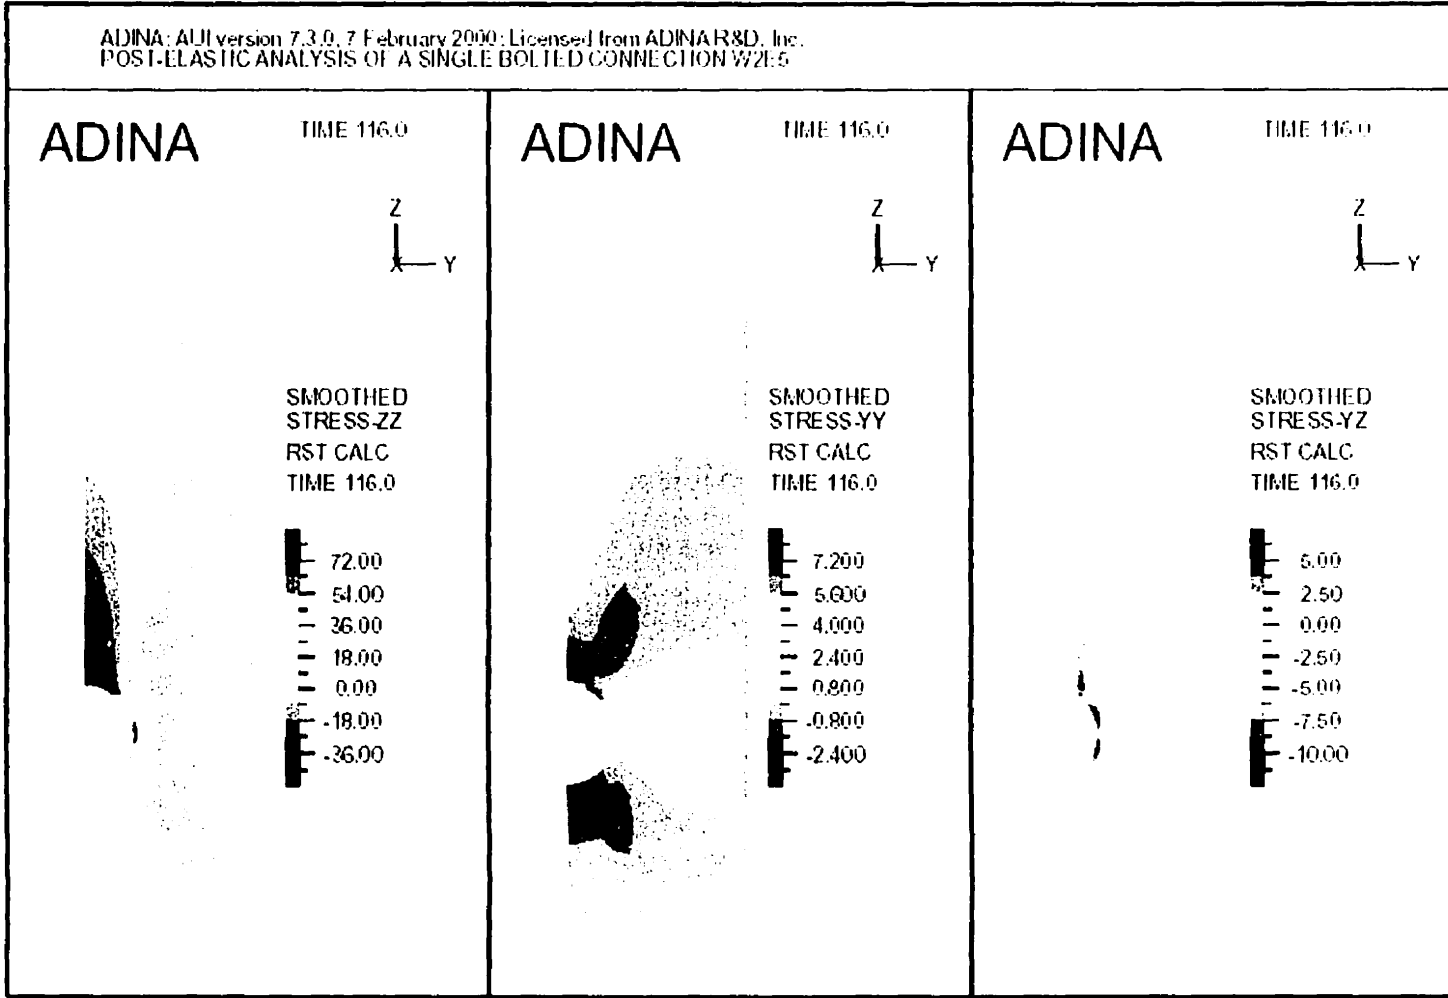 ADINA: AUI version 7.3.0, 7 February 2000: Licensed from ADINA R&D, Inc.
POST-ELASTIC ANALYSIS OF A SINGLE BOLTED CONNECTION W2E5
ADINA
TIME 116.0
Z
X Y
SMOOTHED
STRESS-ZZ
RST CALC
TIME 116.0
72.00
54.00
36.00
18.00
0.00
-18.00
-36.00
ADINA
TIME 116.0
Z
X Y
SMOOTHED
STRESS-YY
RST CALC
TIME 116.0
7.200
5.600
4.000
2.400
0.800
-0.800
-2.400
ADINA
TIME 116.0
Z
X Y
SMOOTHED
STRESS-YZ
RST CALC
TIME 116.0
5.00
2.50
0.00
-2.50
-5.00
-7.50
-10.00